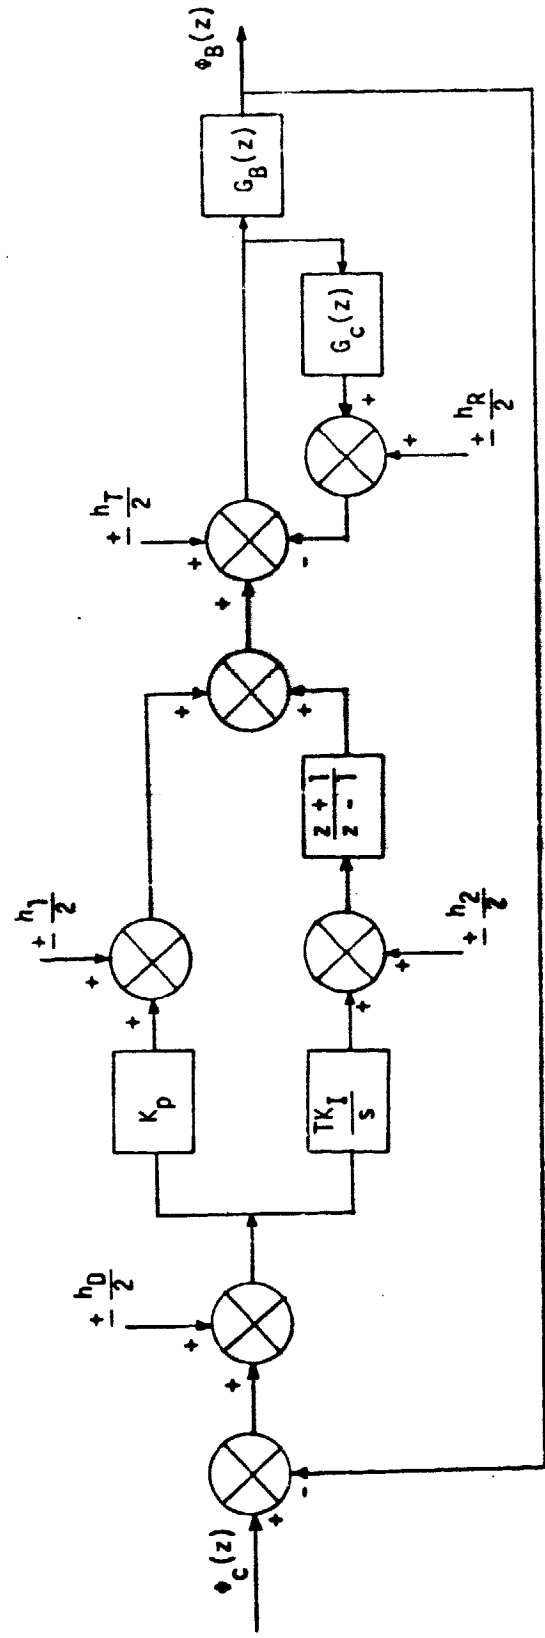 Φ_C(z)
+
-
± h_D/2
+
+
K_p
TK_I/s
± h_1/2
+
+
+
+
± h_2/2
z + 1/z - 1
+
+
± h_T/2
+
+
-
+
+
± h_R/2
G_c(z)
G_B(z)
Φ_B(z)